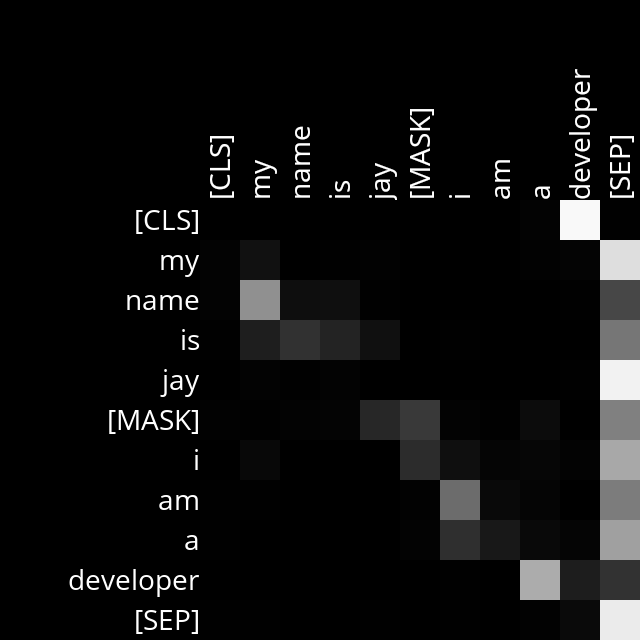 [CLS] my name is jay [MASK] i am a developer [SEP]
[CLS]
my
name
is
jay
[MASK]
i
am
a
developer
[SEP]